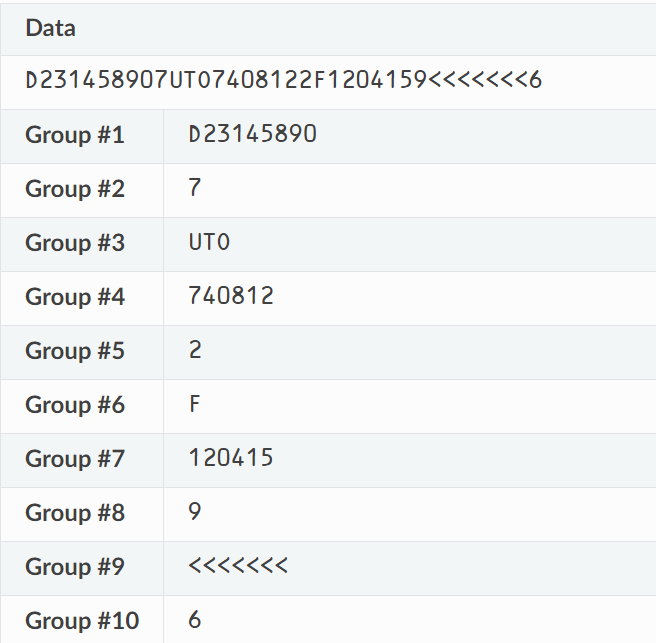 Data
D231458907UTO7408122F1204159<<<<<<<6
Group #1 D23145890
Group #2 7
Group #3 UTO
Group #4 740812
Group #5 2
Group #6 F
Group #7 120415
Group #8 9
Group #9 <<<<<<<
Group #10 6